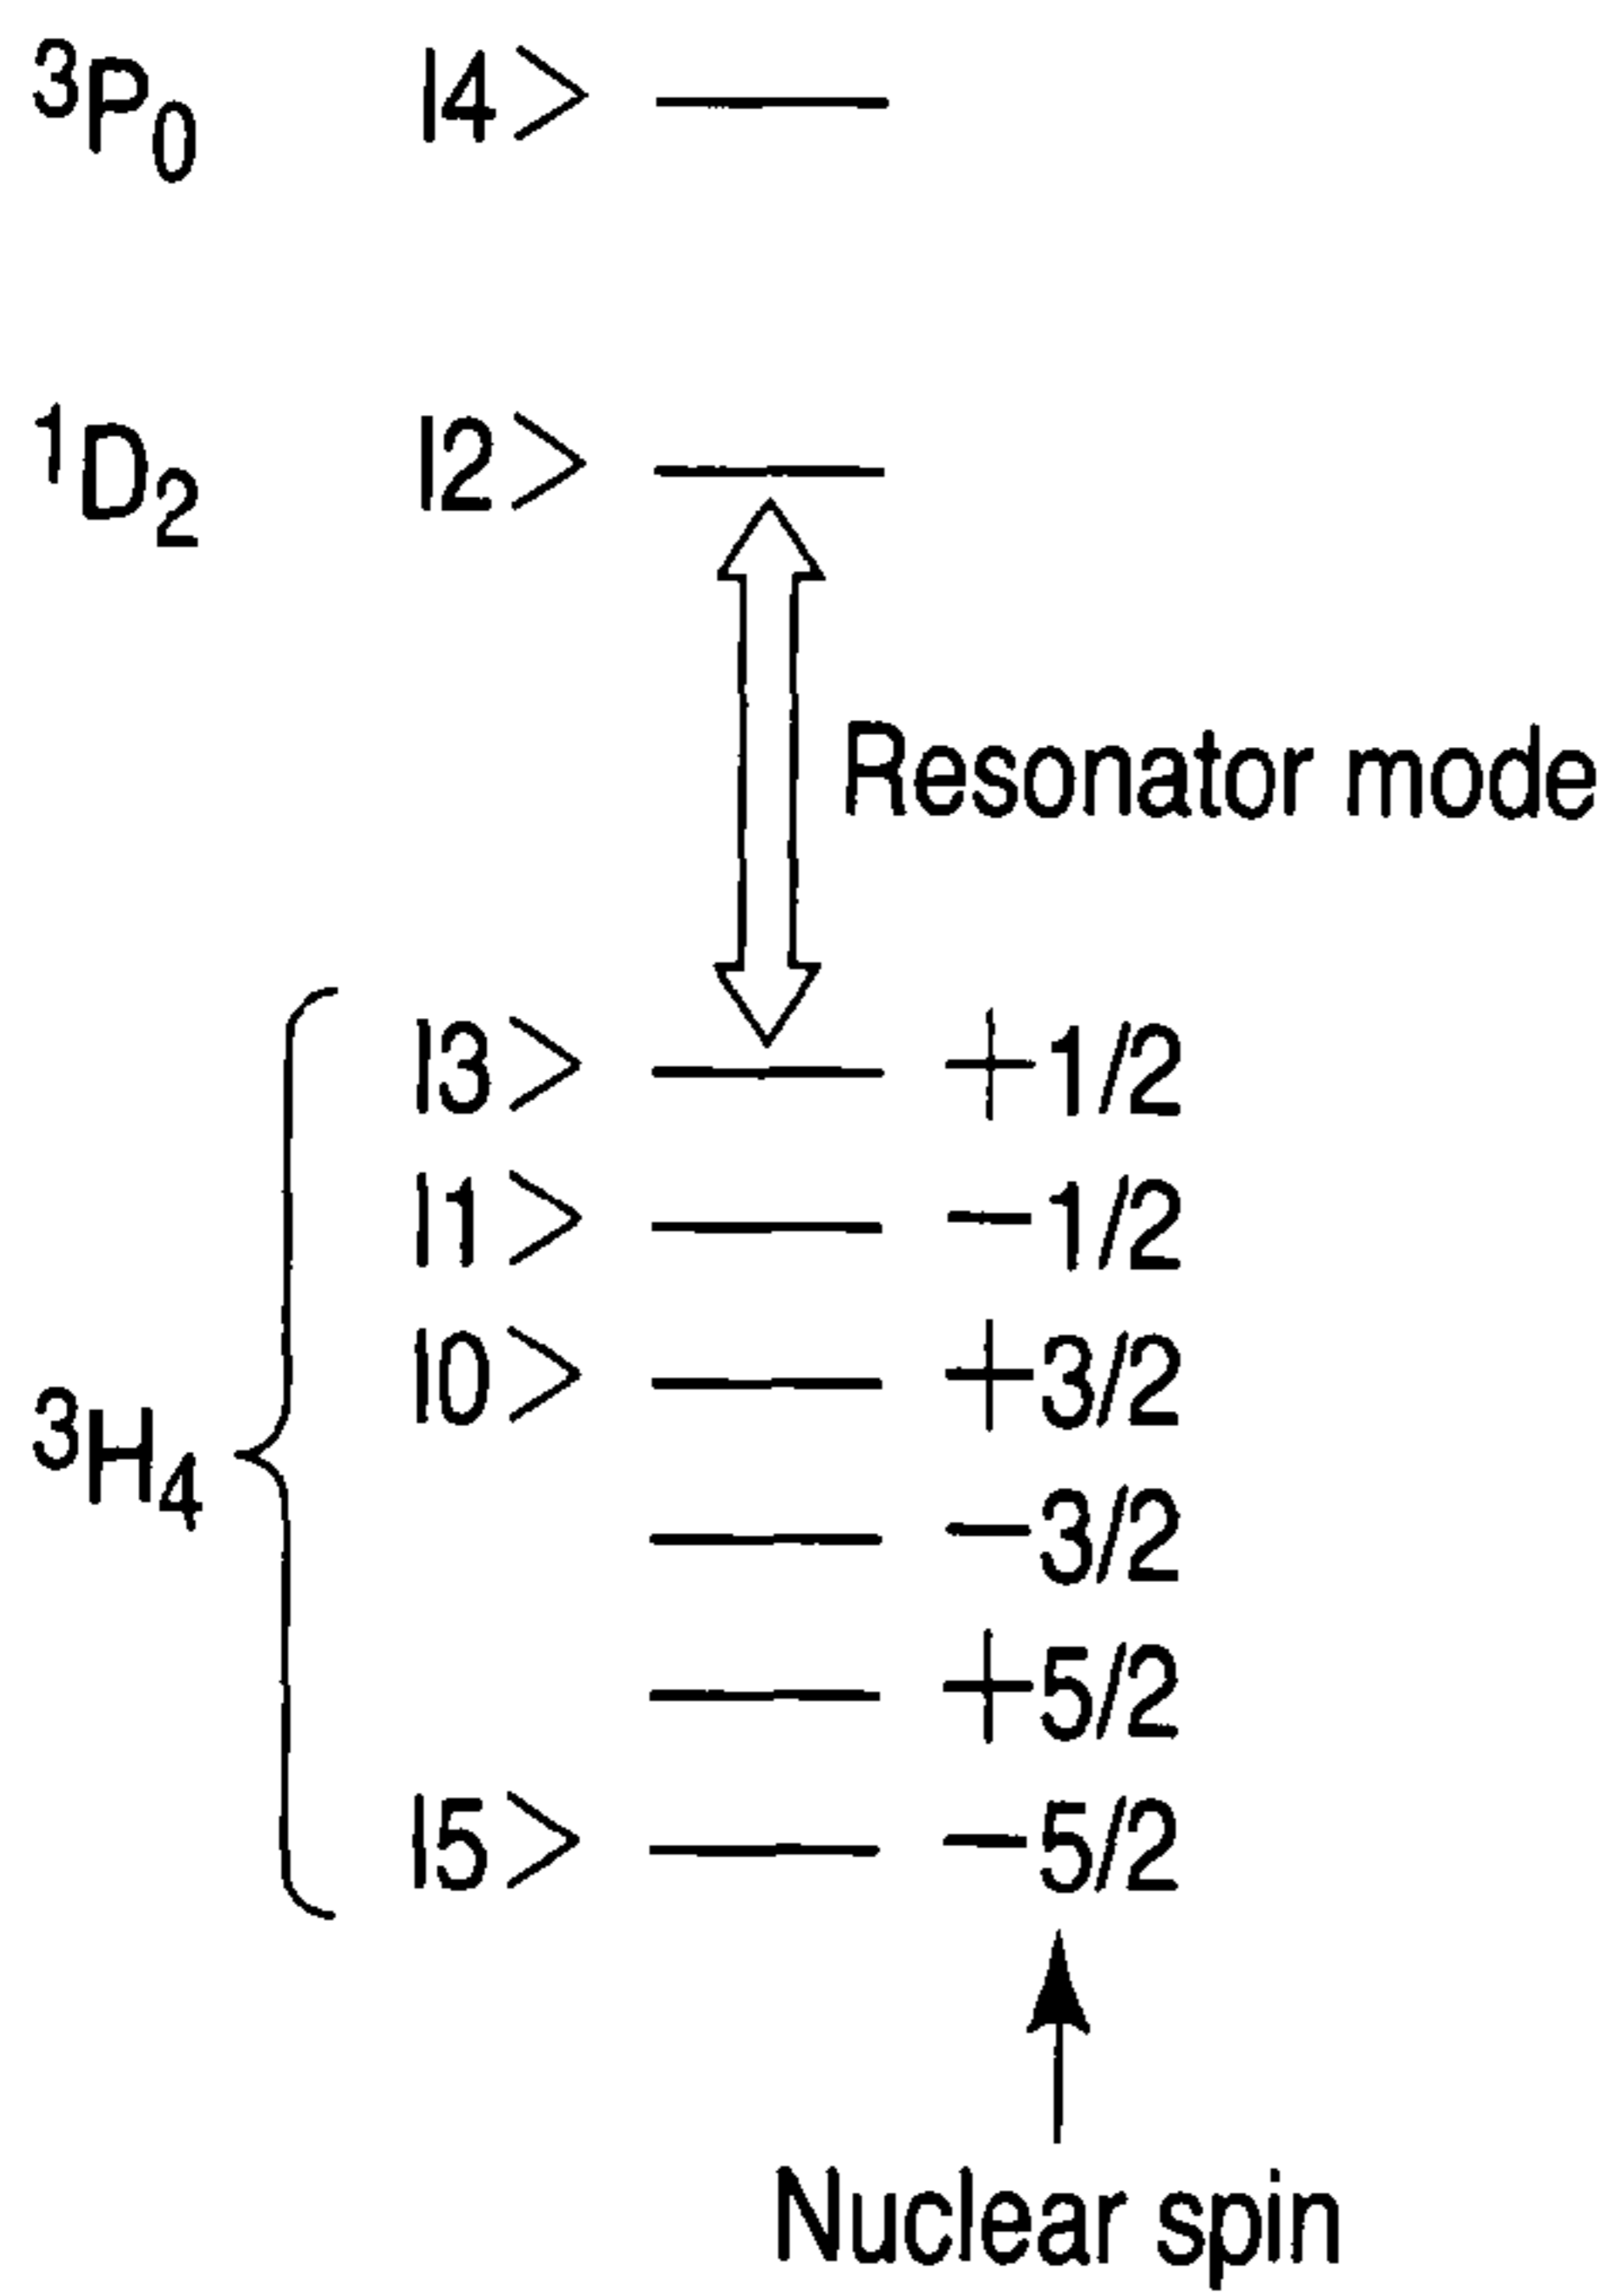 ³P₀ |4>
¹D₂ |2>
Resonator mode
|3> +1/2
|1> −1/2
|0> +3/2
³H₄
−3/2
+5/2
|5> −5/2
Nuclear spin